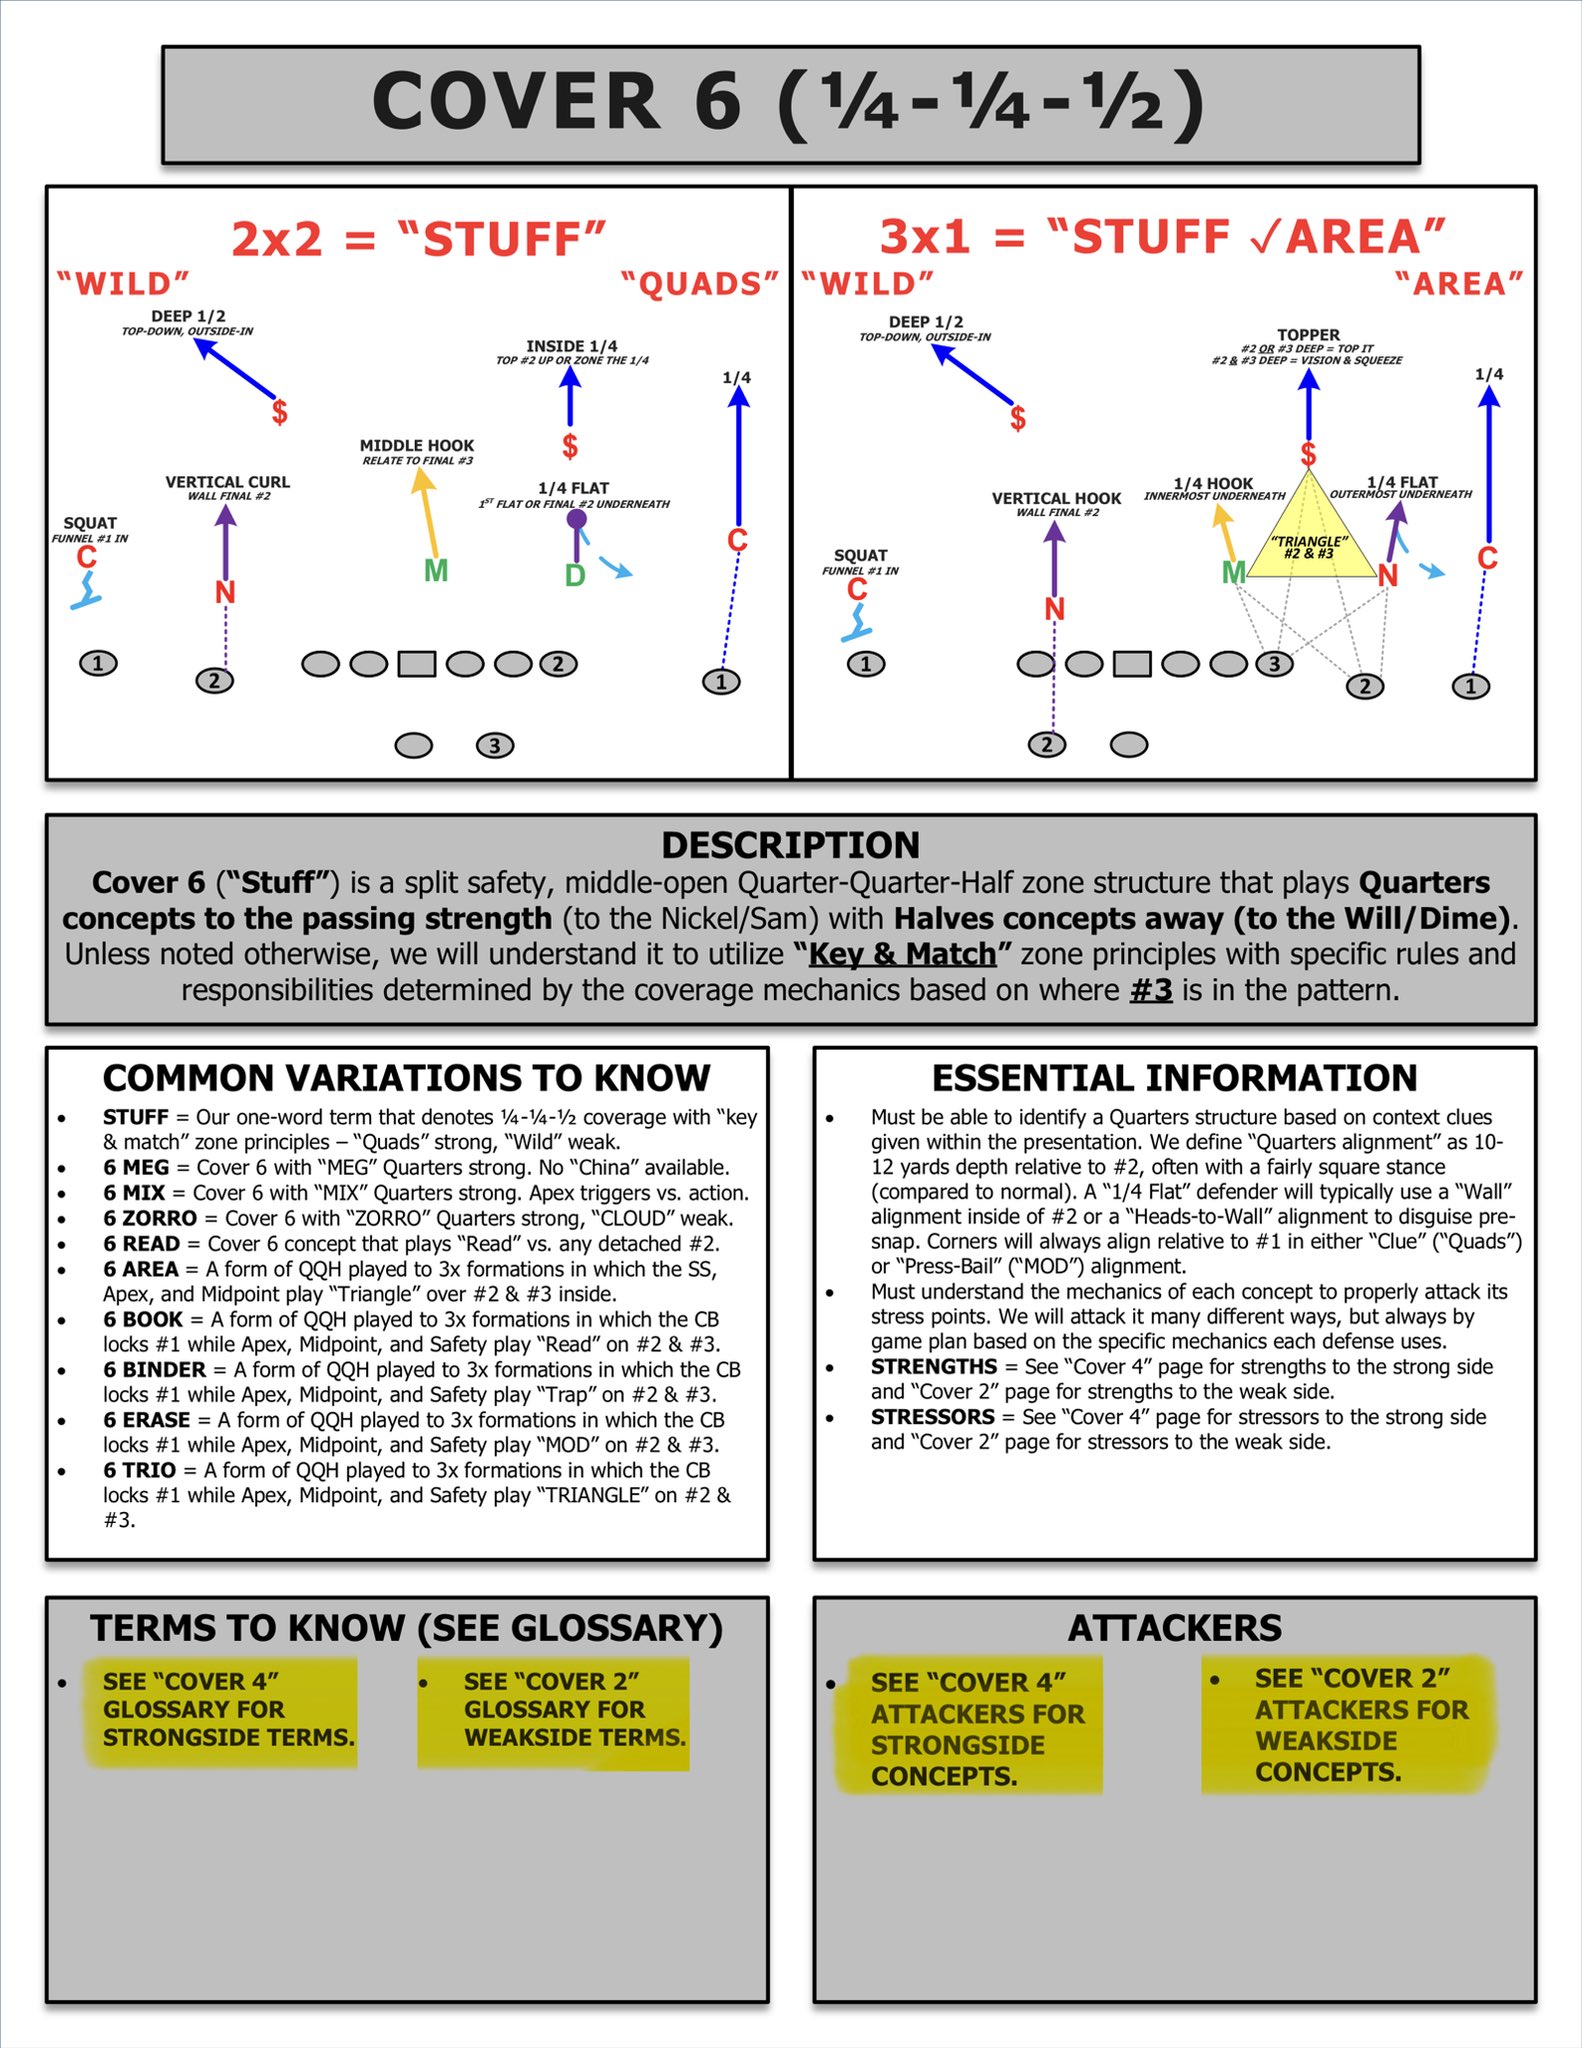 COVER 6 (¼-¼-½)
2x2 = “STUFF”
“WILD”
“QUADS”
DEEP 1/2
TOP-DOWN, OUTSIDE-IN
INSIDE 1/4
TOP #2 UP OR ZONE THE 1/4
1/4
$
$
MIDDLE HOOK
RELATE TO FINAL #3
VERTICAL CURL
WALL FINAL #2
1/4 FLAT
1ST FLAT OR FINAL #2 UNDERNEATH
SQUAT
FUNNEL #1 IN
C
N
M
D
C
1
2
2
1
3
3x1 = “STUFF ✓AREA”
“WILD”
“AREA”
DEEP 1/2
TOP-DOWN, OUTSIDE-IN
TOPPER
#2 OR #3 DEEP = TOP IT
#2 & #3 DEEP = VISION & SQUEEZE
1/4
$
$
VERTICAL HOOK
WALL FINAL #2
1/4 HOOK
INNERMOST UNDERNEATH
1/4 FLAT
OUTERMOST UNDERNEATH
“TRIANGLE”
#2 & #3
SQUAT
FUNNEL #1 IN
C
N
M
N
C
1
3
2
1
2
DESCRIPTION
Cover 6 (“Stuff”) is a split safety, middle-open Quarter-Quarter-Half zone structure that plays Quarters
concepts to the passing strength (to the Nickel/Sam) with Halves concepts away (to the Will/Dime).
Unless noted otherwise, we will understand it to utilize “Key & Match” zone principles with specific rules and
responsibilities determined by the coverage mechanics based on where #3 is in the pattern.
COMMON VARIATIONS TO KNOW
• STUFF = Our one-word term that denotes ¼-¼-½ coverage with “key
& match” zone principles – “Quads” strong, “Wild” weak.
• 6 MEG = Cover 6 with “MEG” Quarters strong. No “China” available.
• 6 MIX = Cover 6 with “MIX” Quarters strong. Apex triggers vs. action.
• 6 ZORRO = Cover 6 with “ZORRO” Quarters strong, “CLOUD” weak.
• 6 READ = Cover 6 concept that plays “Read” vs. any detached #2.
• 6 AREA = A form of QQH played to 3x formations in which the SS,
Apex, and Midpoint play “Triangle” over #2 & #3 inside.
• 6 BOOK = A form of QQH played to 3x formations in which the CB
locks #1 while Apex, Midpoint, and Safety play “Read” on #2 & #3.
• 6 BINDER = A form of QQH played to 3x formations in which the CB
locks #1 while Apex, Midpoint, and Safety play “Trap” on #2 & #3.
• 6 ERASE = A form of QQH played to 3x formations in which the CB
locks #1 while Apex, Midpoint, and Safety play “MOD” on #2 & #3.
• 6 TRIO = A form of QQH played to 3x formations in which the CB
locks #1 while Apex, Midpoint, and Safety play “TRIANGLE” on #2 &
#3.
ESSENTIAL INFORMATION
• Must be able to identify a Quarters structure based on context clues
given within the presentation. We define “Quarters alignment” as 10-
12 yards depth relative to #2, often with a fairly square stance
(compared to normal). A “1/4 Flat” defender will typically use a “Wall”
alignment inside of #2 or a “Heads-to-Wall” alignment to disguise pre-
snap. Corners will always align relative to #1 in either “Clue” (“Quads”)
or “Press-Bail” (“MOD”) alignment.
• Must understand the mechanics of each concept to properly attack its
stress points. We will attack it many different ways, but always by
game plan based on the specific mechanics each defense uses.
• STRENGTHS = See “Cover 4” page for strengths to the strong side
and “Cover 2” page for strengths to the weak side.
• STRESSORS = See “Cover 4” page for stressors to the strong side
and “Cover 2” page for stressors to the weak side.
TERMS TO KNOW (SEE GLOSSARY)
• SEE “COVER 4”
GLOSSARY FOR
STRONGSIDE TERMS.
• SEE “COVER 2”
GLOSSARY FOR
WEAKSIDE TERMS.
ATTACKERS
• SEE “COVER 4”
ATTACKERS FOR
STRONGSIDE
CONCEPTS.
• SEE “COVER 2”
ATTACKERS FOR
WEAKSIDE
CONCEPTS.